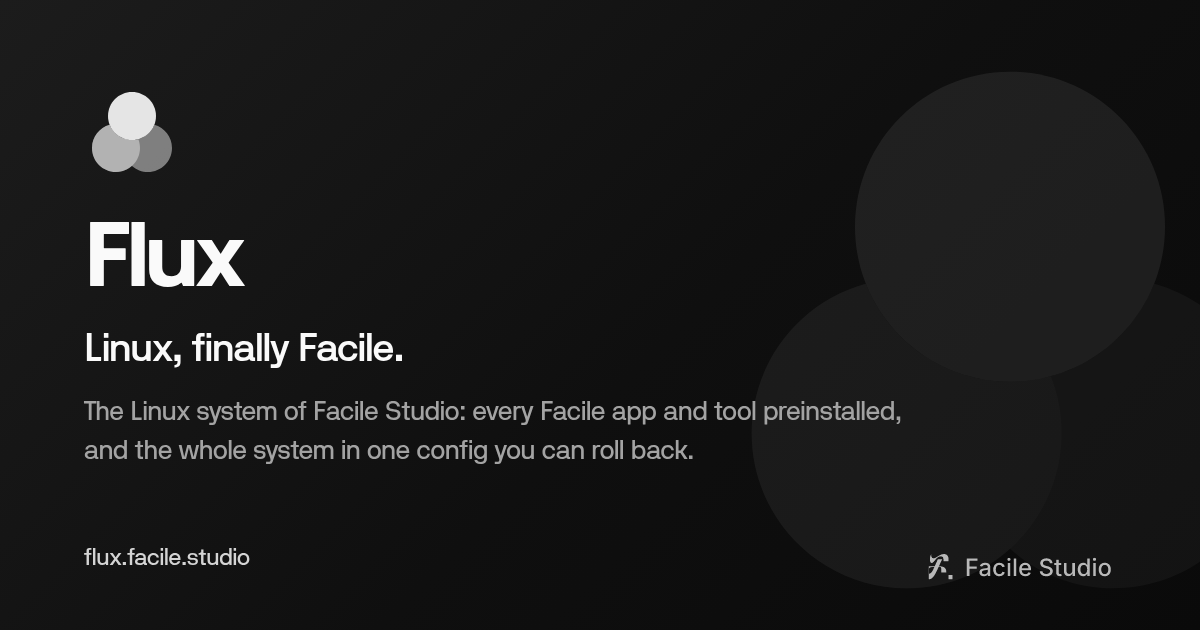 Flux
Linux, finally Facile.
The Linux system of Facile Studio: every Facile app and tool preinstalled,
and the whole system in one config you can roll back.
flux.facile.studio
Facile Studio